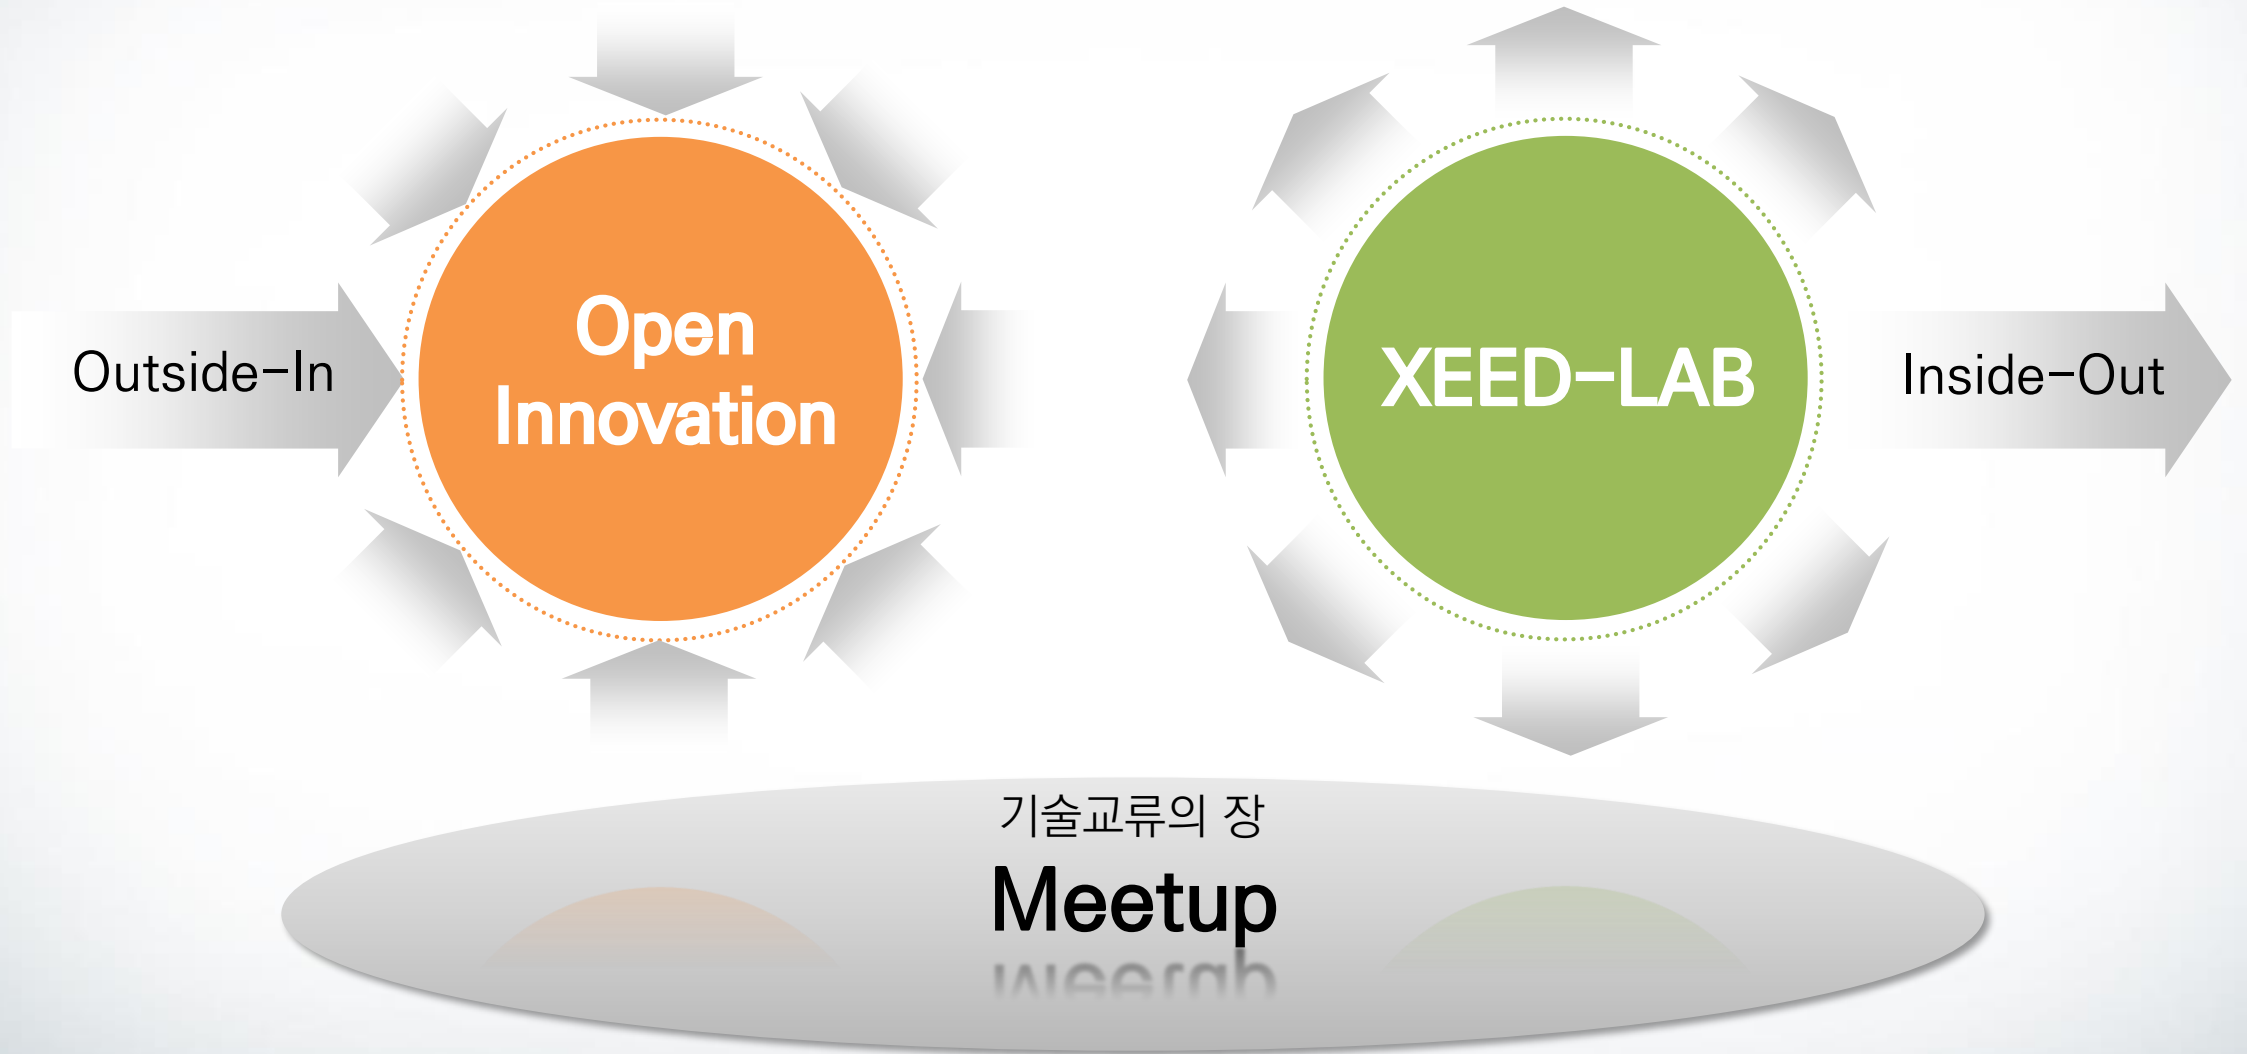 Outside-In
Open
Innovation
XEED-LAB
Inside-Out
기술교류의 장
Meetup